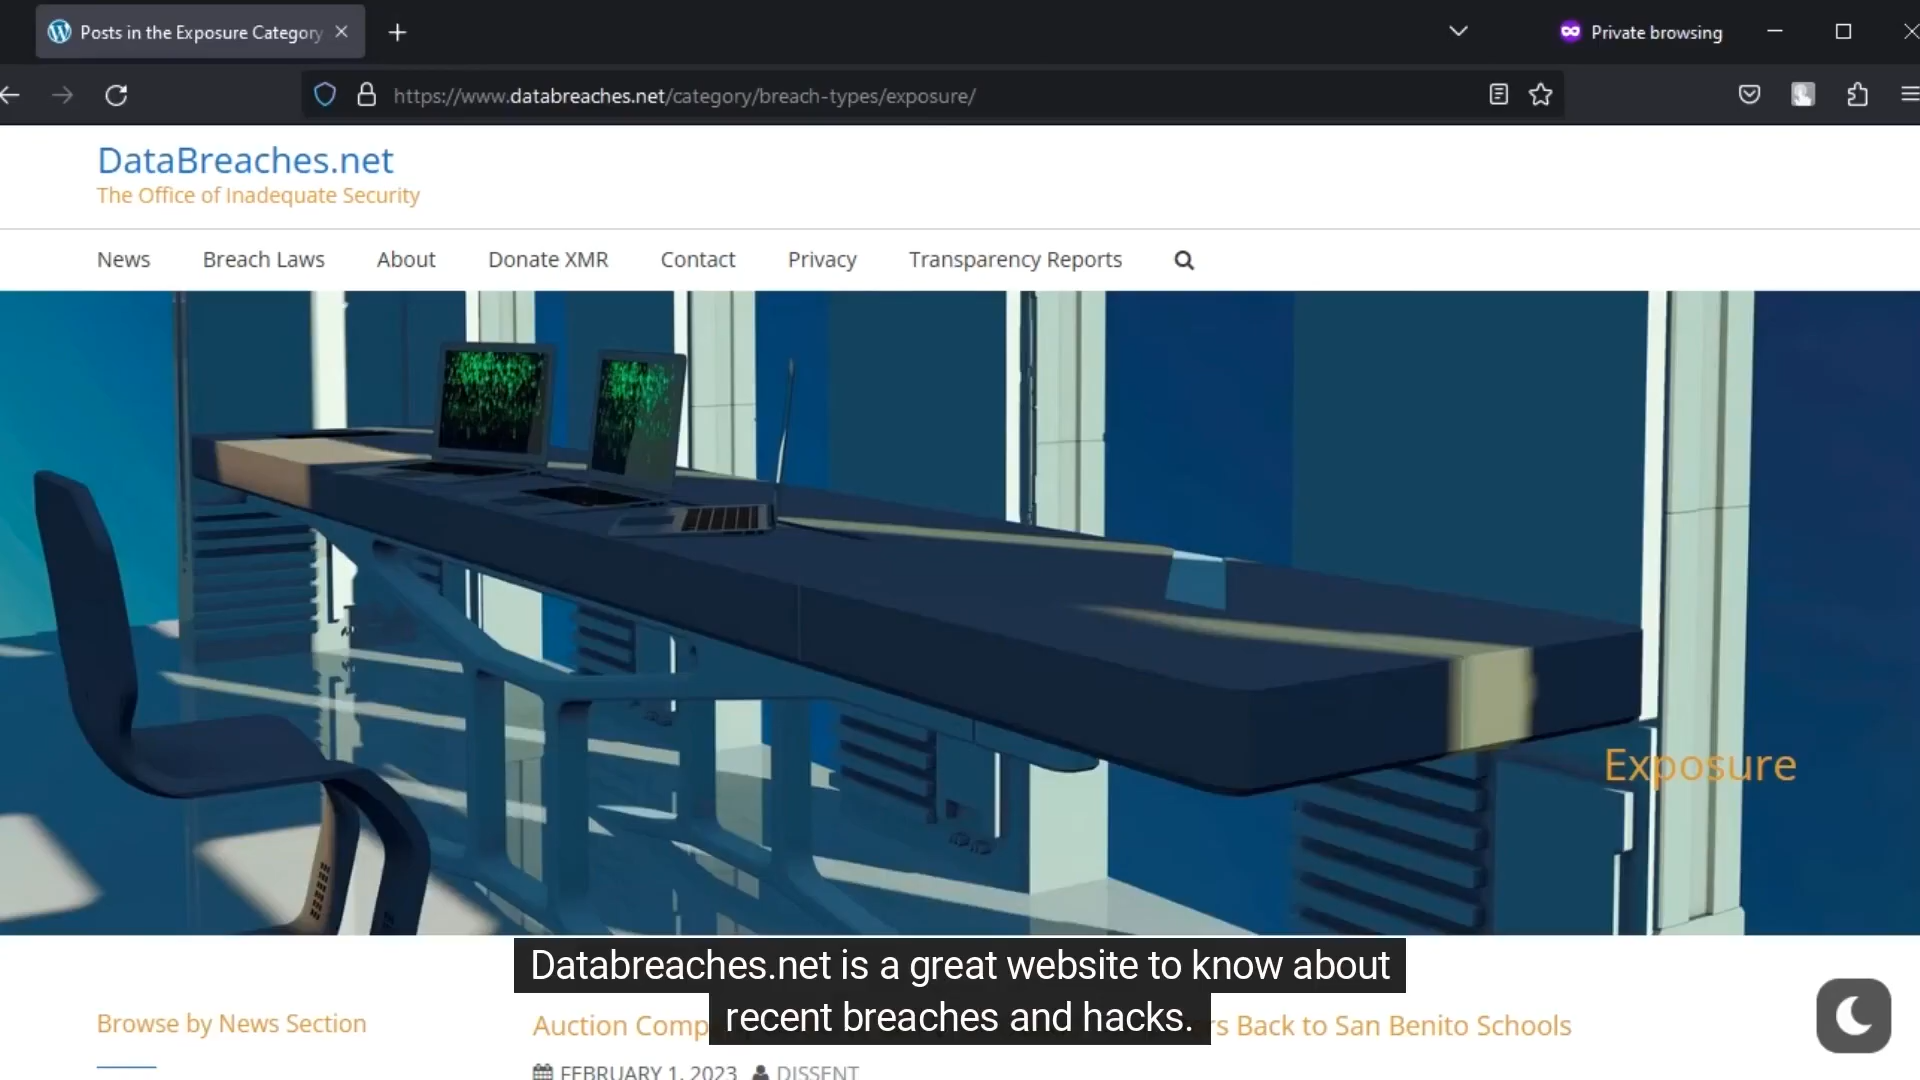 Posts in the Exposure Category
Private browsing
https://www.databreaches.net/category/breach-types/exposure/
DataBreaches.net
The Office of Inadequate Security
News Breach Laws About Donate XMR Contact Privacy Transparency Reports
Exposure
Databreaches.net is a great website to know about
recent breaches and hacks.
Browse by News Section
Auction Back to San Benito Schools
FEBRUARY 1, 2023 DISSENT